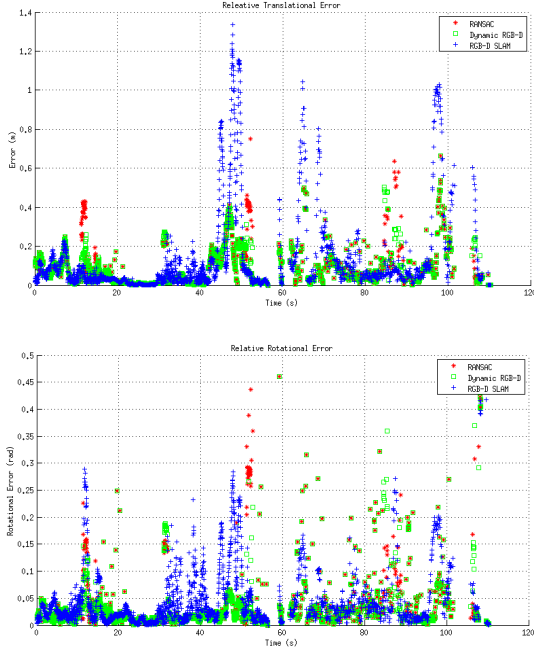 Releative Translational Error
1.4
1.2
1
0.8
0.6
0.4
0.2
0
Error (m)
0 20 40 60 80 100 120
Time (s)
RANSAC
Dynamic RGB-D
RGB-D SLAM
Relative Rotational Error
0,5
0,45
0,4
0,35
0,3
0,25
0,2
0,15
0,1
0,05
0
Rotational Error (rad)
0 20 40 60 80 100 120
Time (s)
RANSAC
Dynamic RGB-D
RGB-D SLAM